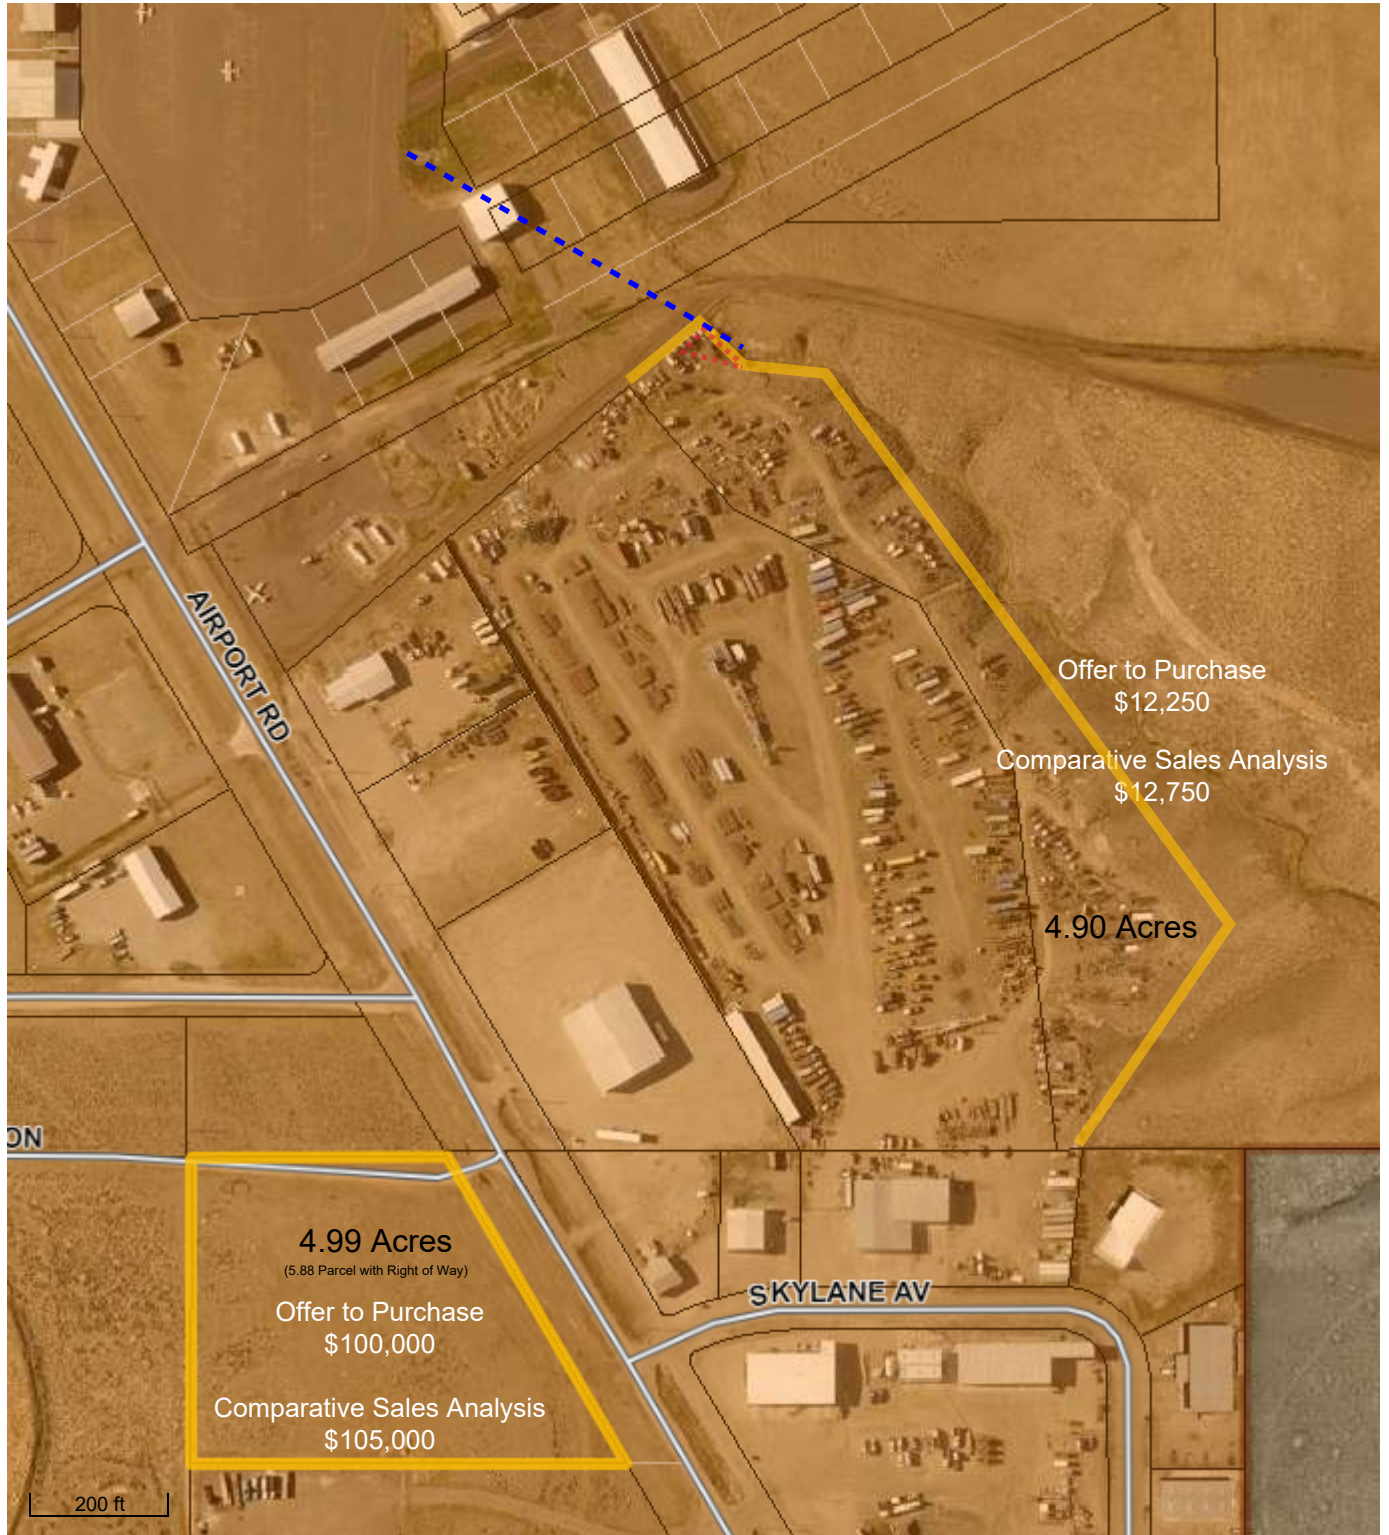 AIRPORT RD
Offer to Purchase
$12,250
Comparative Sales Analysis
$12,750
4.90 Acres
ON
4.99 Acres
(5.88 Parcel with Right of Way)
Offer to Purchase
$100,000
Comparative Sales Analysis
$105,000
SKYLANE AV
200 ft